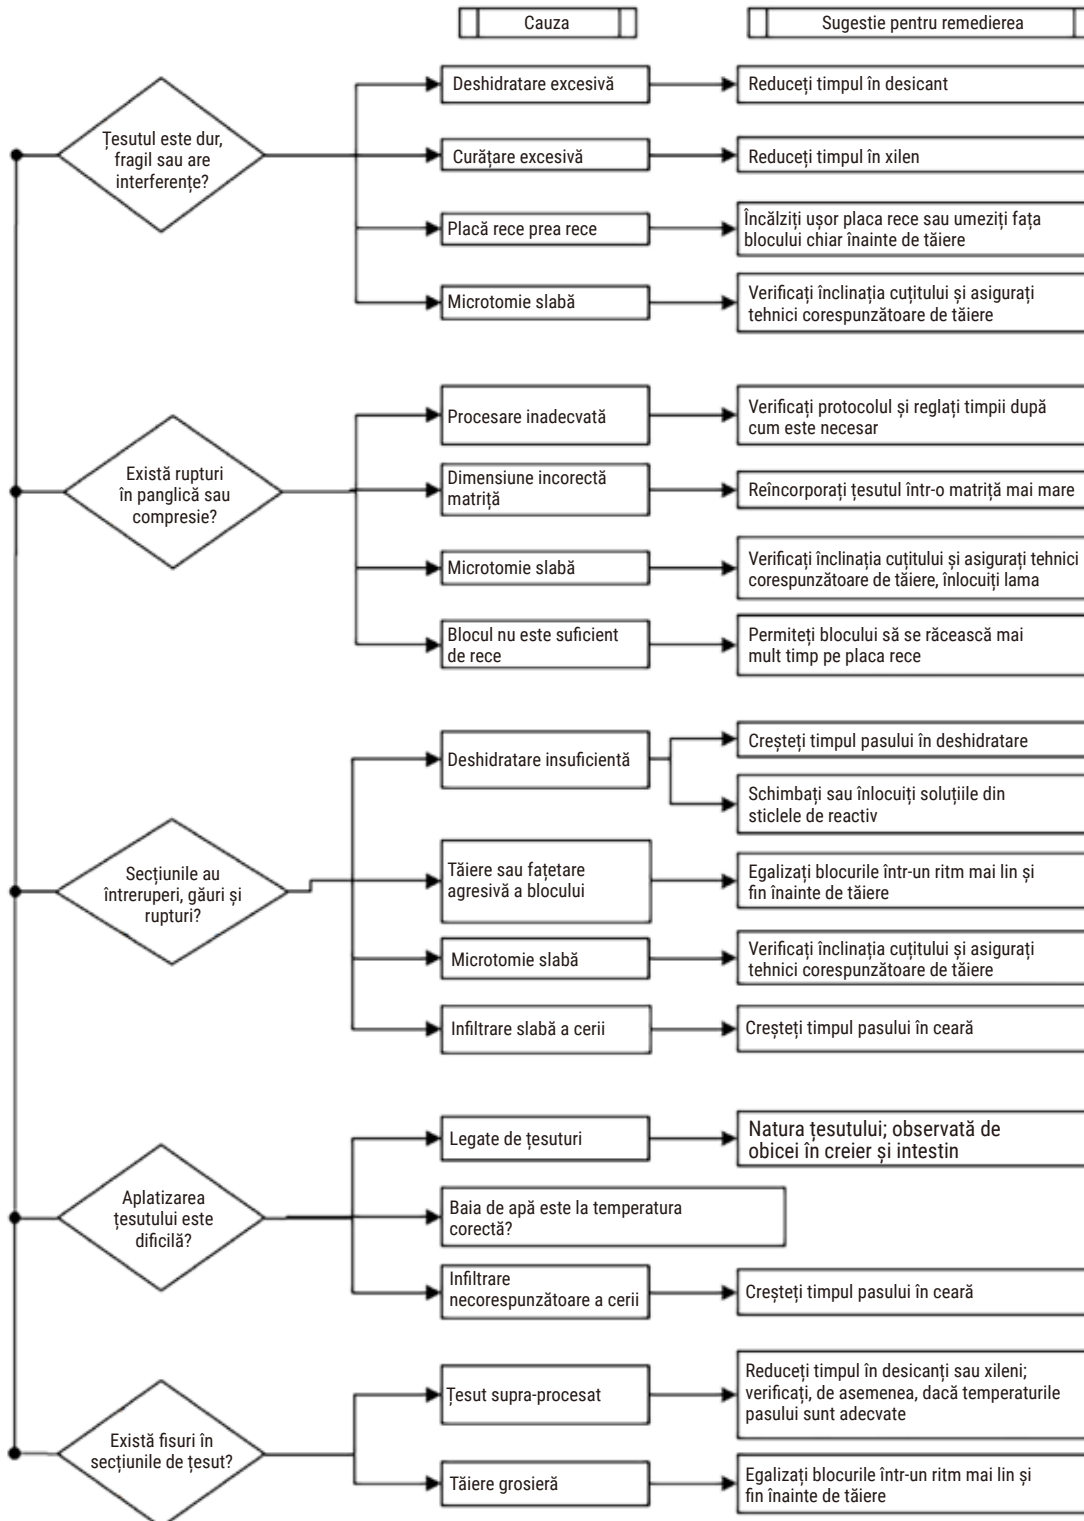 Cauza
Sugestie pentru remedierea
Țesutul este dur,
fragil sau are
interferențe?
Deshidratare excesivă
Reduceți timpul în desicant
Curățare excesivă
Reduceți timpul în xilen
Placă rece prea rece
Încălziți ușor placa rece sau umeziți fața
blocului chiar înainte de tăiere
Microtomie slabă
Verificați înclinația cuțitului și asigurați
tehnici corespunzătoare de tăiere
Există rupturi
în panglică sau
compresie?
Procesare inadecvată
Verificați protocolul și reglați timpii după
cum este necesar
Dimensiune incorectă
matriță
Reîncorporați țesutul într-o matriță mai mare
Microtomie slabă
Verificați înclinația cuțitului și asigurați tehnici
corespunzătoare de tăiere, înlocuiți lama
Blocul nu este suficient
de rece
Permiteți blocului să se răcească mai
mult timp pe placa rece
Secțiunile au
întreruperi, găuri și
rupturi?
Deshidratare insuficientă
Creșteți timpul pasului în deshidratare
Schimbați sau înlocuiți soluțiile din
sticlele de reactiv
Tăiere sau fațetare
agresivă a blocului
Egalizați blocurile într-un ritm mai lin și
fin înainte de tăiere
Microtomie slabă
Verificați înclinația cuțitului și asigurați
tehnici corespunzătoare de tăiere
Infiltrare slabă a cerii
Creșteți timpul pasului în ceară
Aplatizarea
țesutului este
dificilă?
Legate de țesuturi
Natura țesutului; observată de
obicei în creier și intestin
Baia de apă este la temperatura
corectă?
Infiltrare
necorespunzătoare a cerii
Creșteți timpul pasului în ceară
Există fisuri în
secțiunile de țesut?
Țesut supra-procesat
Reduceți timpul în desicanți sau xileni;
verificați, de asemenea, dacă temperaturile
pasului sunt adecvate
Tăiere grosieră
Egalizați blocurile într-un ritm mai lin și
fin înainte de tăiere